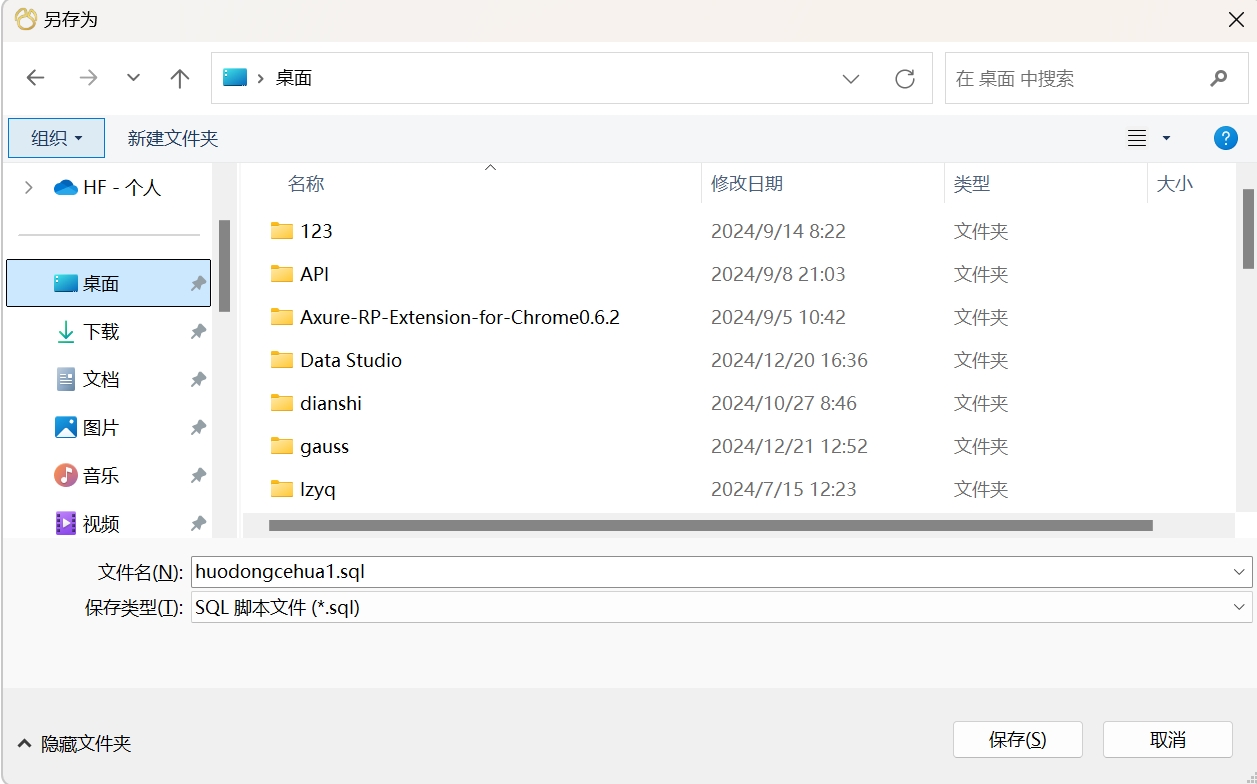 另存为
桌面
在 桌面 中搜索
组织 新建文件夹
HF - 个人
桌面
下载
文档
图片
音乐
视频
名称 修改日期 类型 大小
123 2024/9/14 8:22 文件夹
API 2024/9/8 21:03 文件夹
Axure-RP-Extension-for-Chrome0.6.2 2024/9/5 10:42 文件夹
Data Studio 2024/12/20 16:36 文件夹
dianshi 2024/10/27 8:46 文件夹
gauss 2024/12/21 12:52 文件夹
lzyq 2024/7/15 12:23 文件夹
文件名(N): huodongcehua1.sql
保存类型(T): SQL 脚本文件 (*.sql)
隐藏文件夹 保存(S) 取消